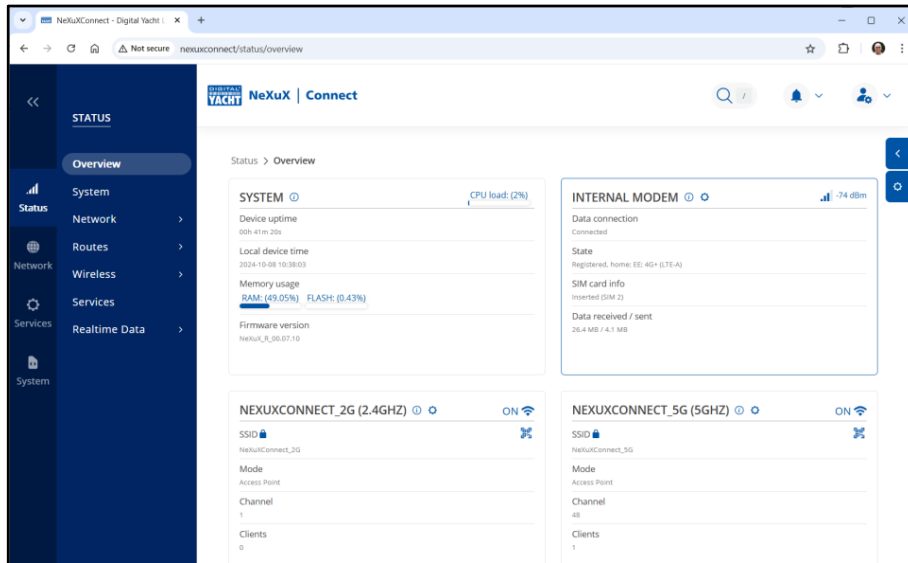 NeXuXConnect - Digital Yacht L
Not secure nexuxconnect/status/overview
DIGITAL YACHT NeXuX | Connect
/
STATUS
Overview
System
Network
Routes
Wireless
Services
Realtime Data
Status
Network
Services
System
Status > Overview
SYSTEM CPU load: (2%)
Device uptime
00h 41m 20s
Local device time
2024-10-08 10:38:03
Memory usage
RAM: (49.05%) FLASH: (0.43%)
Firmware version
NeXuX_R_00.07.10
INTERNAL MODEM -74 dBm
Data connection
Connected
State
Registered, home; EE; 4G+ (LTE-A)
SIM card info
Inserted (SIM 2)
Data received / sent
26.4 MB / 4.1 MB
NEXUXCONNECT_2G (2.4GHZ) ON
SSID
NeXuXConnect_2G
Mode
Access Point
Channel
1
Clients
0
NEXUXCONNECT_5G (5GHZ) ON
SSID
NeXuXConnect_5G
Mode
Access Point
Channel
48
Clients
1